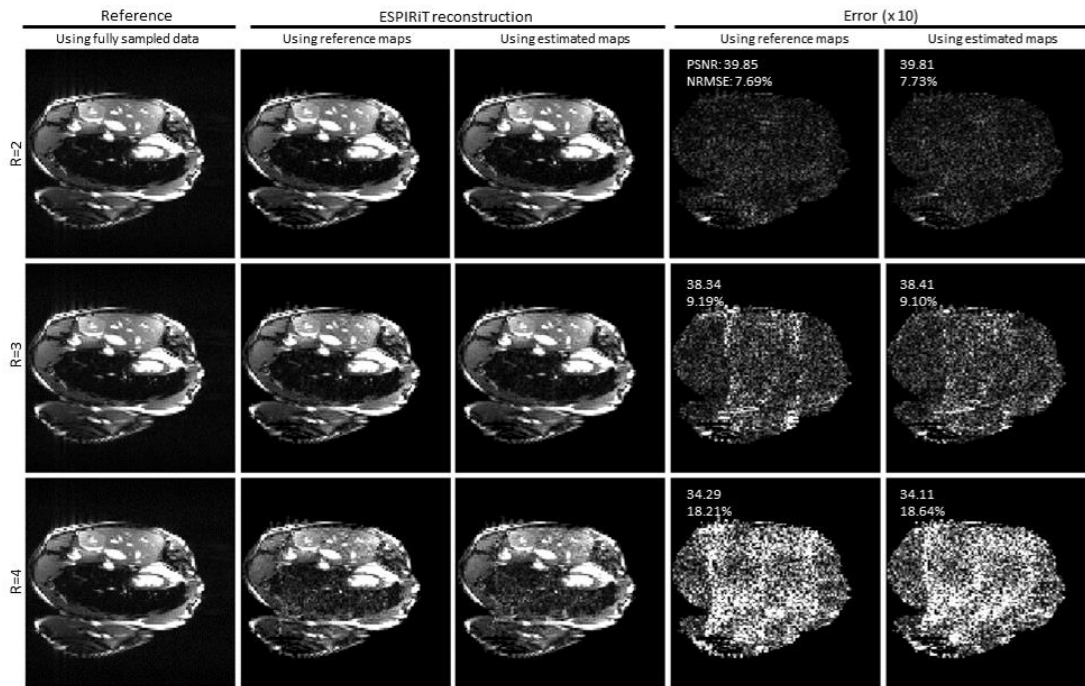 Reference
ESPIRiT reconstruction
Error (x 10)
Using fully sampled data
Using reference maps
Using estimated maps
Using reference maps
Using estimated maps
R=2
PSNR: 39.85
NRMSE: 7.69%
39.81
7.73%
R=3
38.34
9.19%
38.41
9.10%
R=4
34.29
18.21%
34.11
18.64%